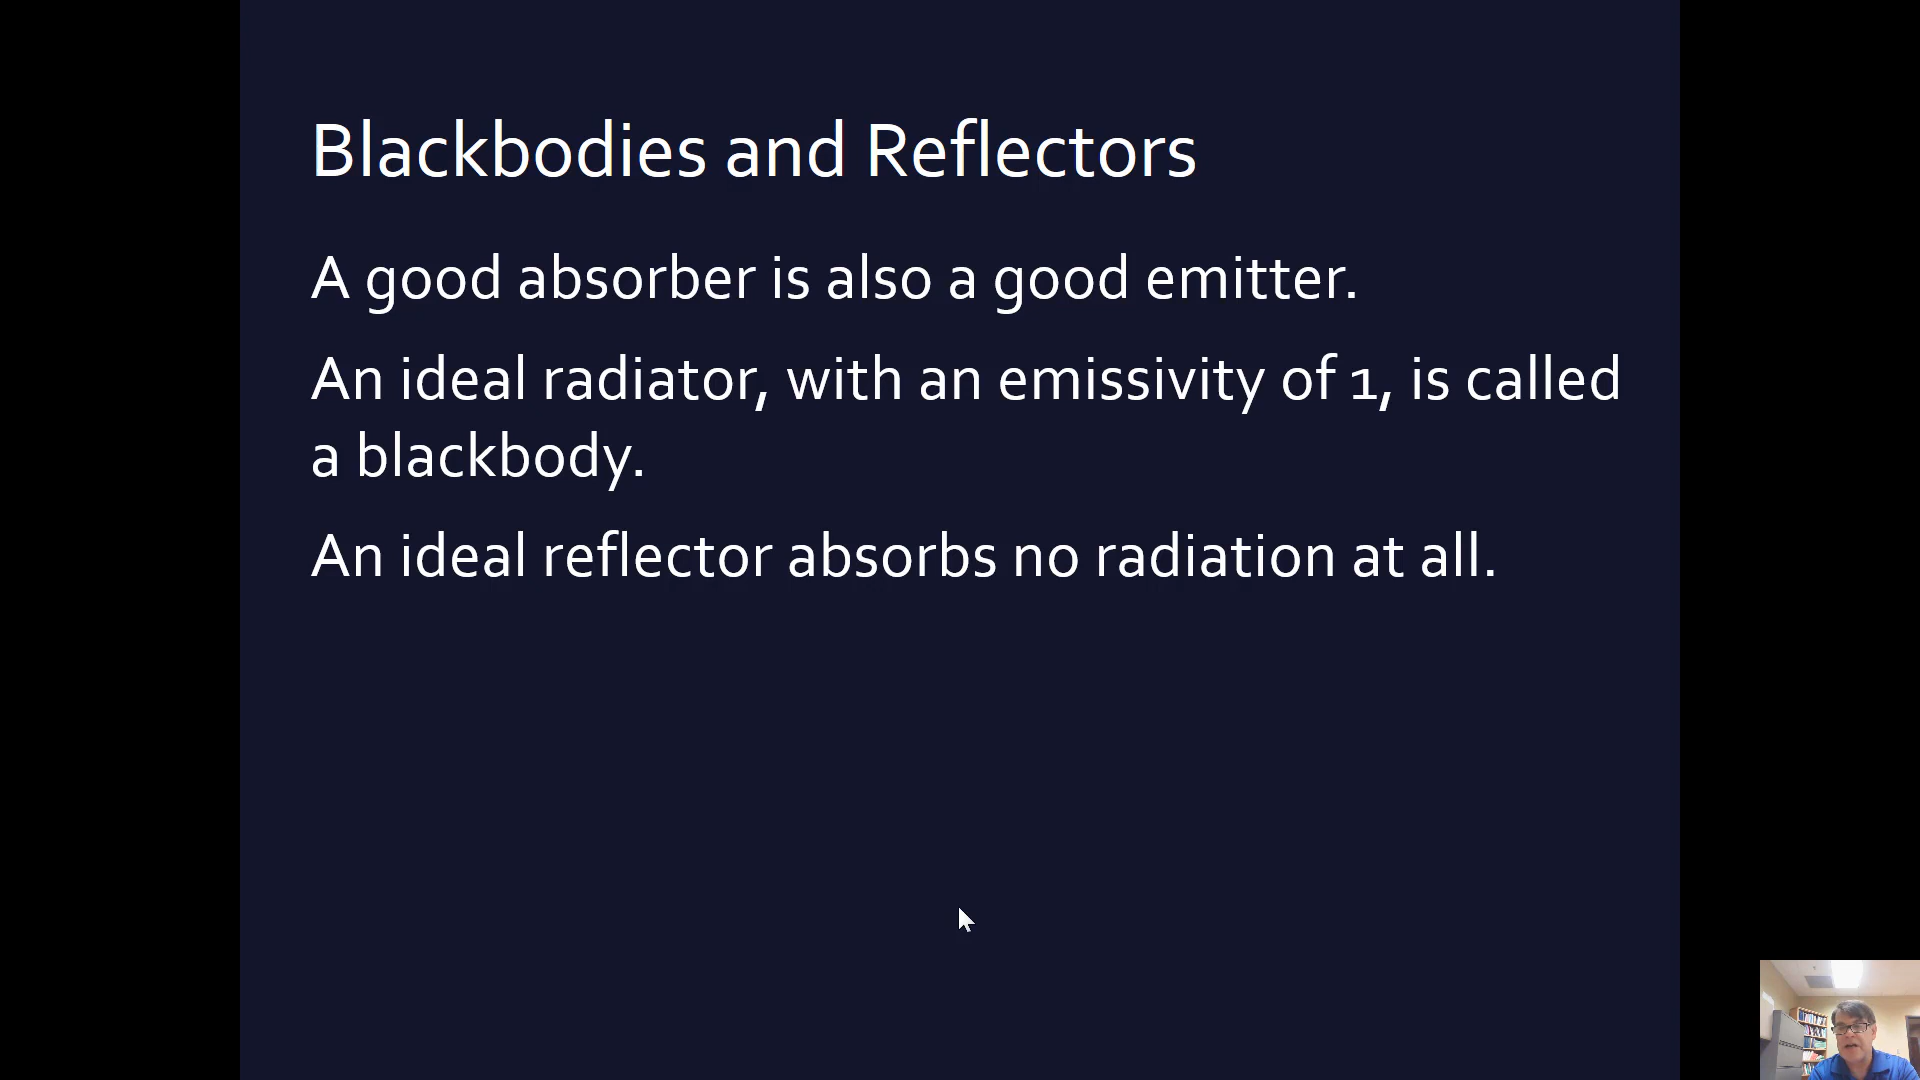 Blackbodies and Reflectors
A good absorber is also a good emitter.
An ideal radiator, with an emissivity of 1, is called
a blackbody.
An ideal reflector absorbs no radiation at all.